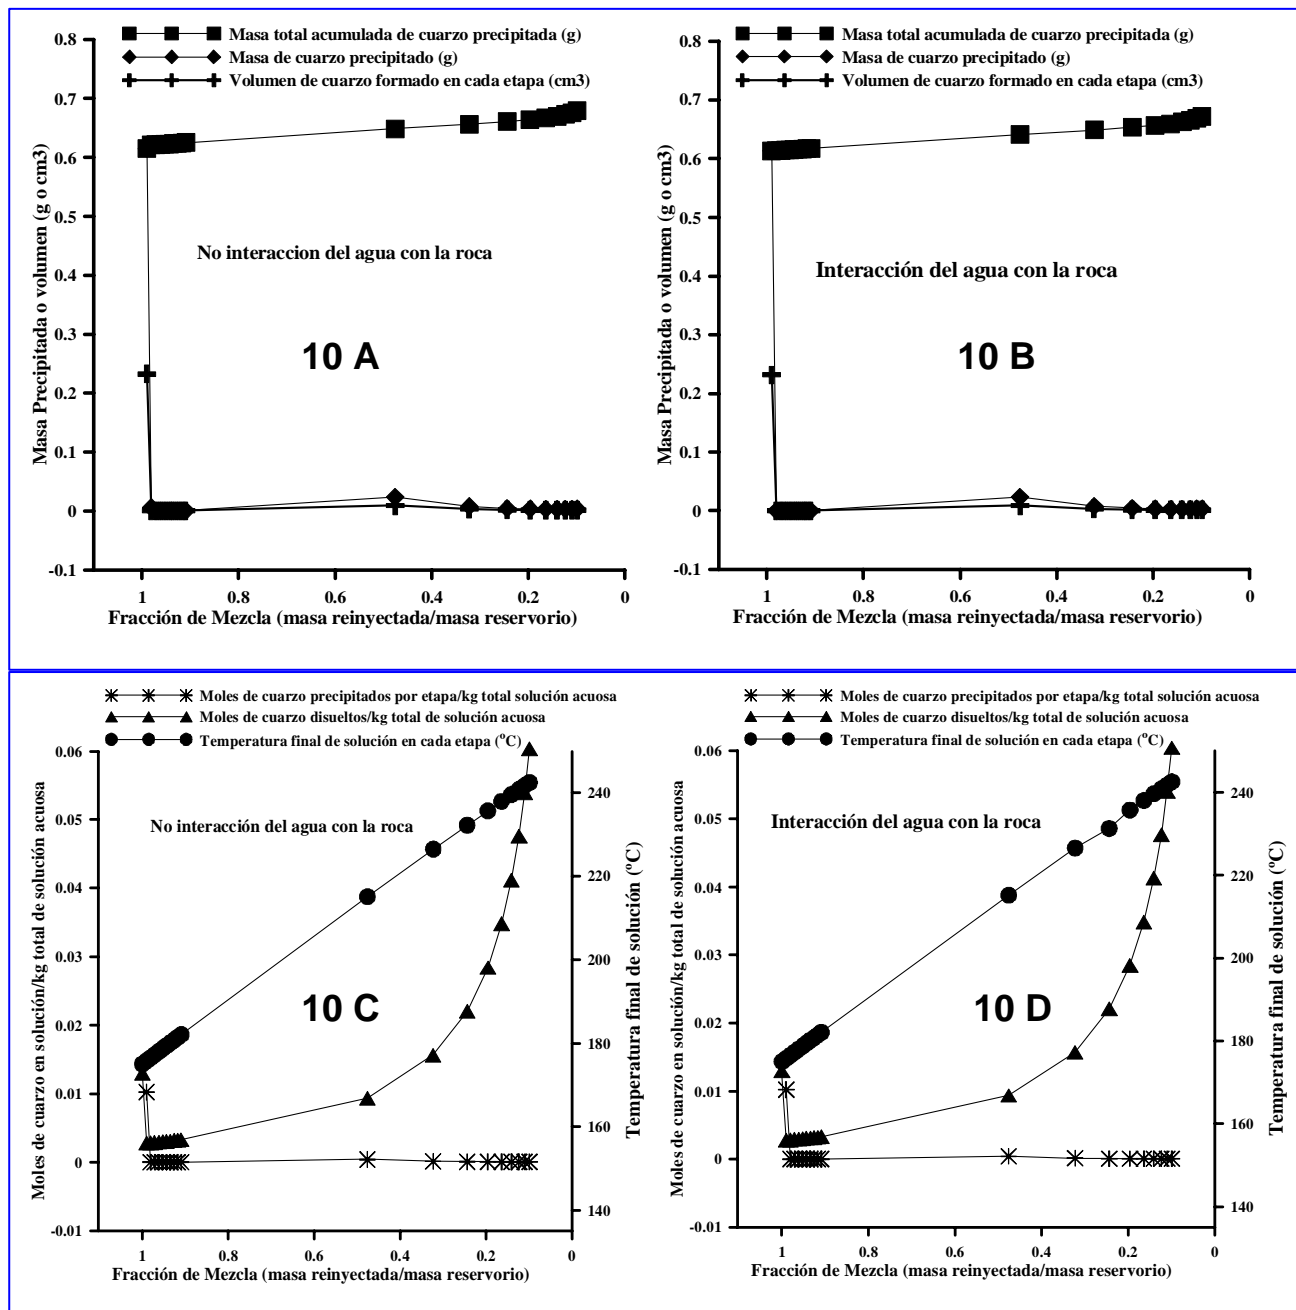 Masa total acumulada de cuarzo precipitada (g)
Masa de cuarzo precipitado (g)
Volumen de cuarzo formado en cada etapa (cm3)
0.8
0.7
0.6
0.5
0.4
0.3
0.2
0.1
0
-0.1
Masa Precipitada o volumen (g o cm3)
No interaccion del agua con la roca
10 A
1
0.8
0.6
0.4
0.2
0
Fracción de Mezcla (masa reinyectada/masa reservorio)
Masa total acumulada de cuarzo precipitada (g)
Masa de cuarzo precipitado (g)
Volumen de cuarzo formado en cada etapa (cm3)
0.8
0.7
0.6
0.5
0.4
0.3
0.2
0.1
0
-0.1
Masa Precipitada o volumen (g o cm3)
Interacción del agua con la roca
10 B
1
0.8
0.6
0.4
0.2
0
Fracción de Mezcla (masa reinyectada/masa reservorio)
Moles de cuarzo precipitados por etapa/kg total solución acuosa
Moles de cuarzo disueltos/kg total de solución acuosa
Temperatura final de solución en cada etapa (°C)
0.06
0.05
0.04
0.03
0.02
0.01
0
-0.01
Moles de cuarzo en solución/kg total de solución acuosa
No interacción del agua con la roca
10 C
240
220
200
180
160
140
Temperatura final de solución (°C)
1
0.8
0.6
0.4
0.2
0
Fracción de Mezcla (masa reinyectada/masa reservorio)
Moles de cuarzo precipitados por etapa/kg total solución acuosa
Moles de cuarzo disueltos/kg total de solución acuosa
Temperatura final de solución en cada etapa (°C)
0.06
0.05
0.04
0.03
0.02
0.01
0
-0.01
Moles de cuarzo en solución/kg total de solución acuosa
Interacción del agua con la roca
10 D
240
220
200
180
160
140
Temperatura final de solución (°C)
1
0.8
0.6
0.4
0.2
0
Fracción de Mezcla (masa reinyectada/masa reservorio)